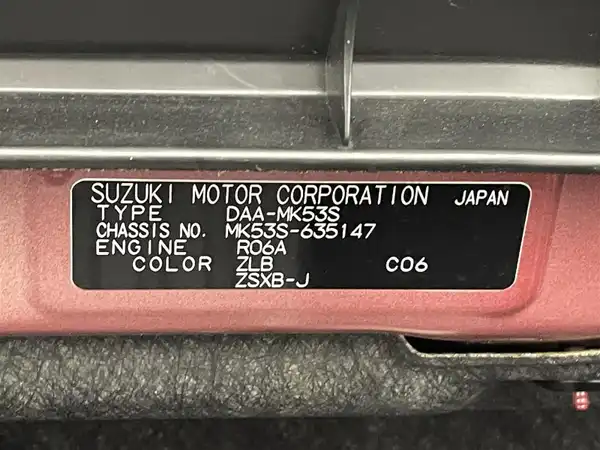 SUZUKI MOTOR CORPORATION JAPAN
TYPE DAA-MK53S
CHASSIS NO. MK53S-635147
ENGINE R06A
COLOR ZLB C06
ZSXB-J